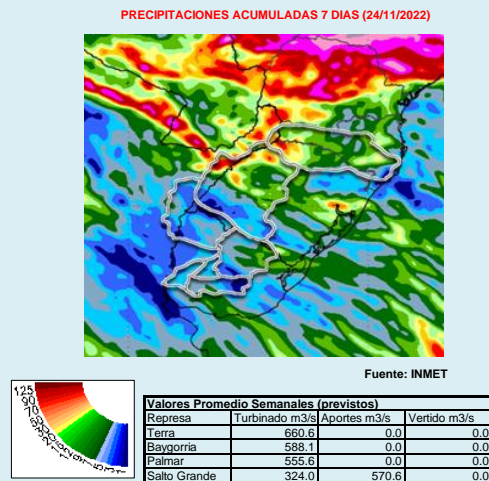 PRECIPITACIONES ACUMULADAS 7 DIAS (24/11/2022)
Fuente: INMET
125
90
70
Valores Promedio Semanales (previstos)
Represa Turbinado m3/s Aportes m3/s Vertido m3/s
Terra 660.6 0.0 0.0
Baygorria 588.1 0.0 0.0
Palmar 555.6 0.0 0.0
Salto Grande 324.0 570.6 0.0